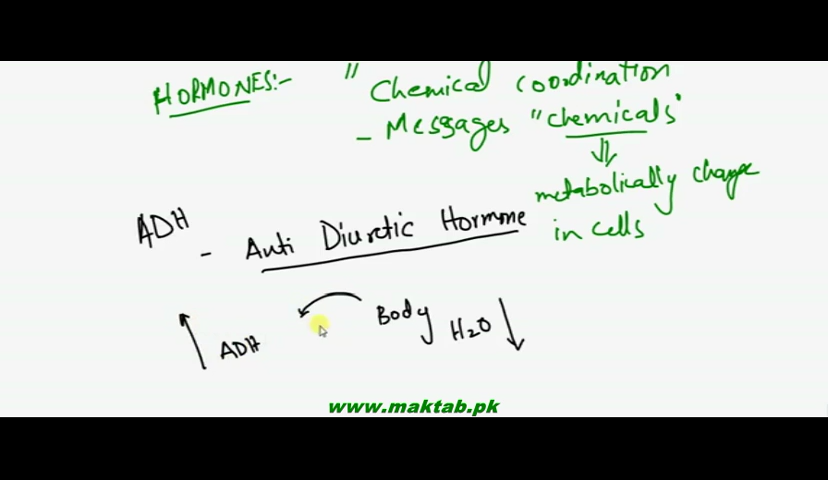 HORMONES:-
" Chemical coordination
- Messages "chemicals"
⇓
metabolically change
in cells
ADH
- Anti Diuretic Hormone
↑ ADH
Body H2O ↓
www.maktab.pk